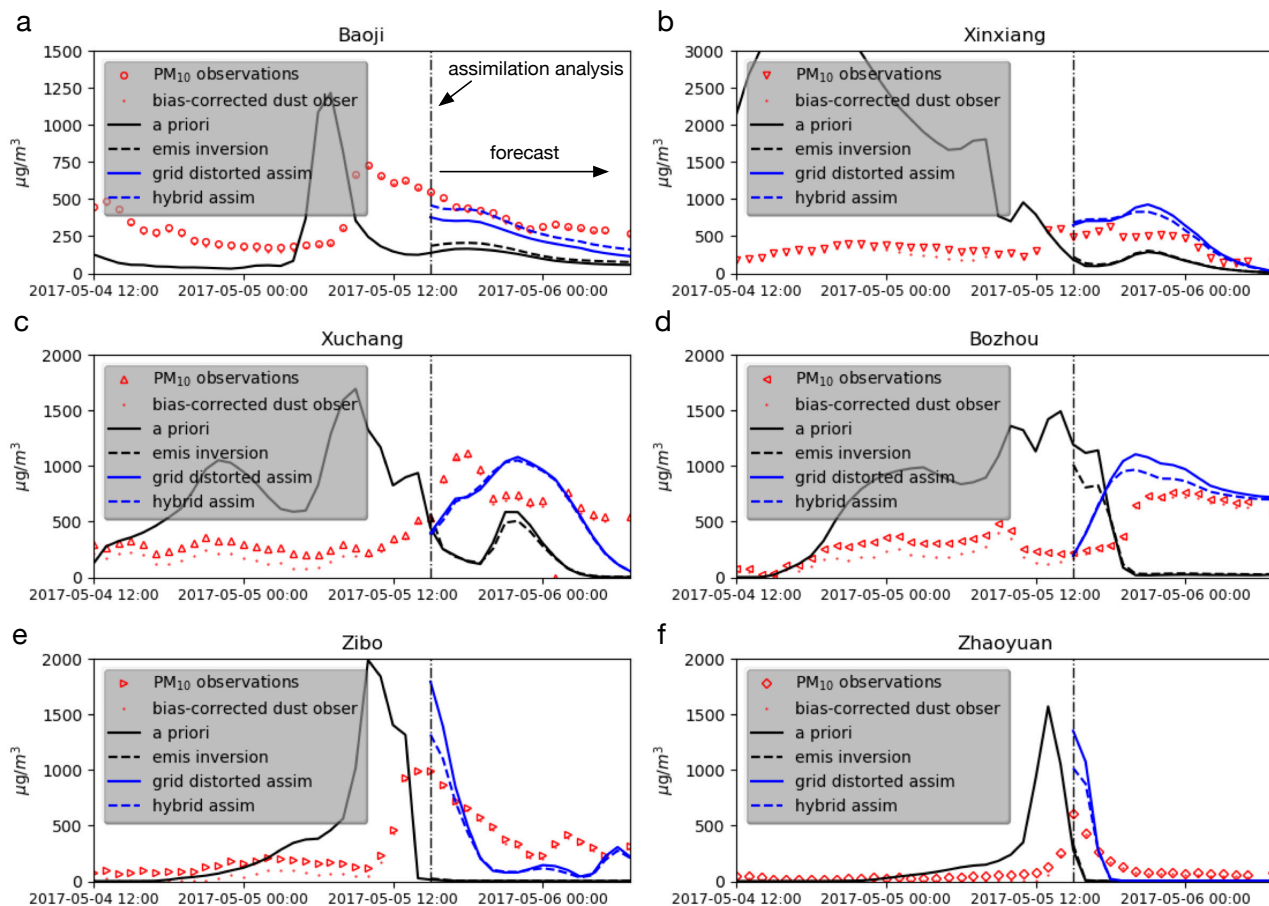 a
Baoji
1500
1250
1000
750
500
250
0
µg/m³
PM₁₀ observations
bias-corrected dust obser
a priori
emis inversion
grid distorted assim
hybrid assim
assimilation analysis
forecast
2017-05-04 12:00 2017-05-05 00:00 2017-05-05 12:00 2017-05-06 00:00
b
Xinxiang
3000
2500
2000
1500
1000
500
0
µg/m³
PM₁₀ observations
bias-corrected dust obser
a priori
emis inversion
grid distorted assim
hybrid assim
2017-05-04 12:00 2017-05-05 00:00 2017-05-05 12:00 2017-05-06 00:00
c
Xuchang
2000
1500
1000
500
0
µg/m³
PM₁₀ observations
bias-corrected dust obser
a priori
emis inversion
grid distorted assim
hybrid assim
2017-05-04 12:00 2017-05-05 00:00 2017-05-05 12:00 2017-05-06 00:00
d
Bozhou
2000
1500
1000
500
0
µg/m³
PM₁₀ observations
bias-corrected dust obser
a priori
emis inversion
grid distorted assim
hybrid assim
2017-05-04 12:00 2017-05-05 00:00 2017-05-05 12:00 2017-05-06 00:00
e
Zibo
2000
1500
1000
500
0
µg/m³
PM₁₀ observations
bias-corrected dust obser
a priori
emis inversion
grid distorted assim
hybrid assim
2017-05-04 12:00 2017-05-05 00:00 2017-05-05 12:00 2017-05-06 00:00
f
Zhaoyuan
2000
1500
1000
500
0
µg/m³
PM₁₀ observations
bias-corrected dust obser
a priori
emis inversion
grid distorted assim
hybrid assim
2017-05-04 12:00 2017-05-05 00:00 2017-05-05 12:00 2017-05-06 00:00